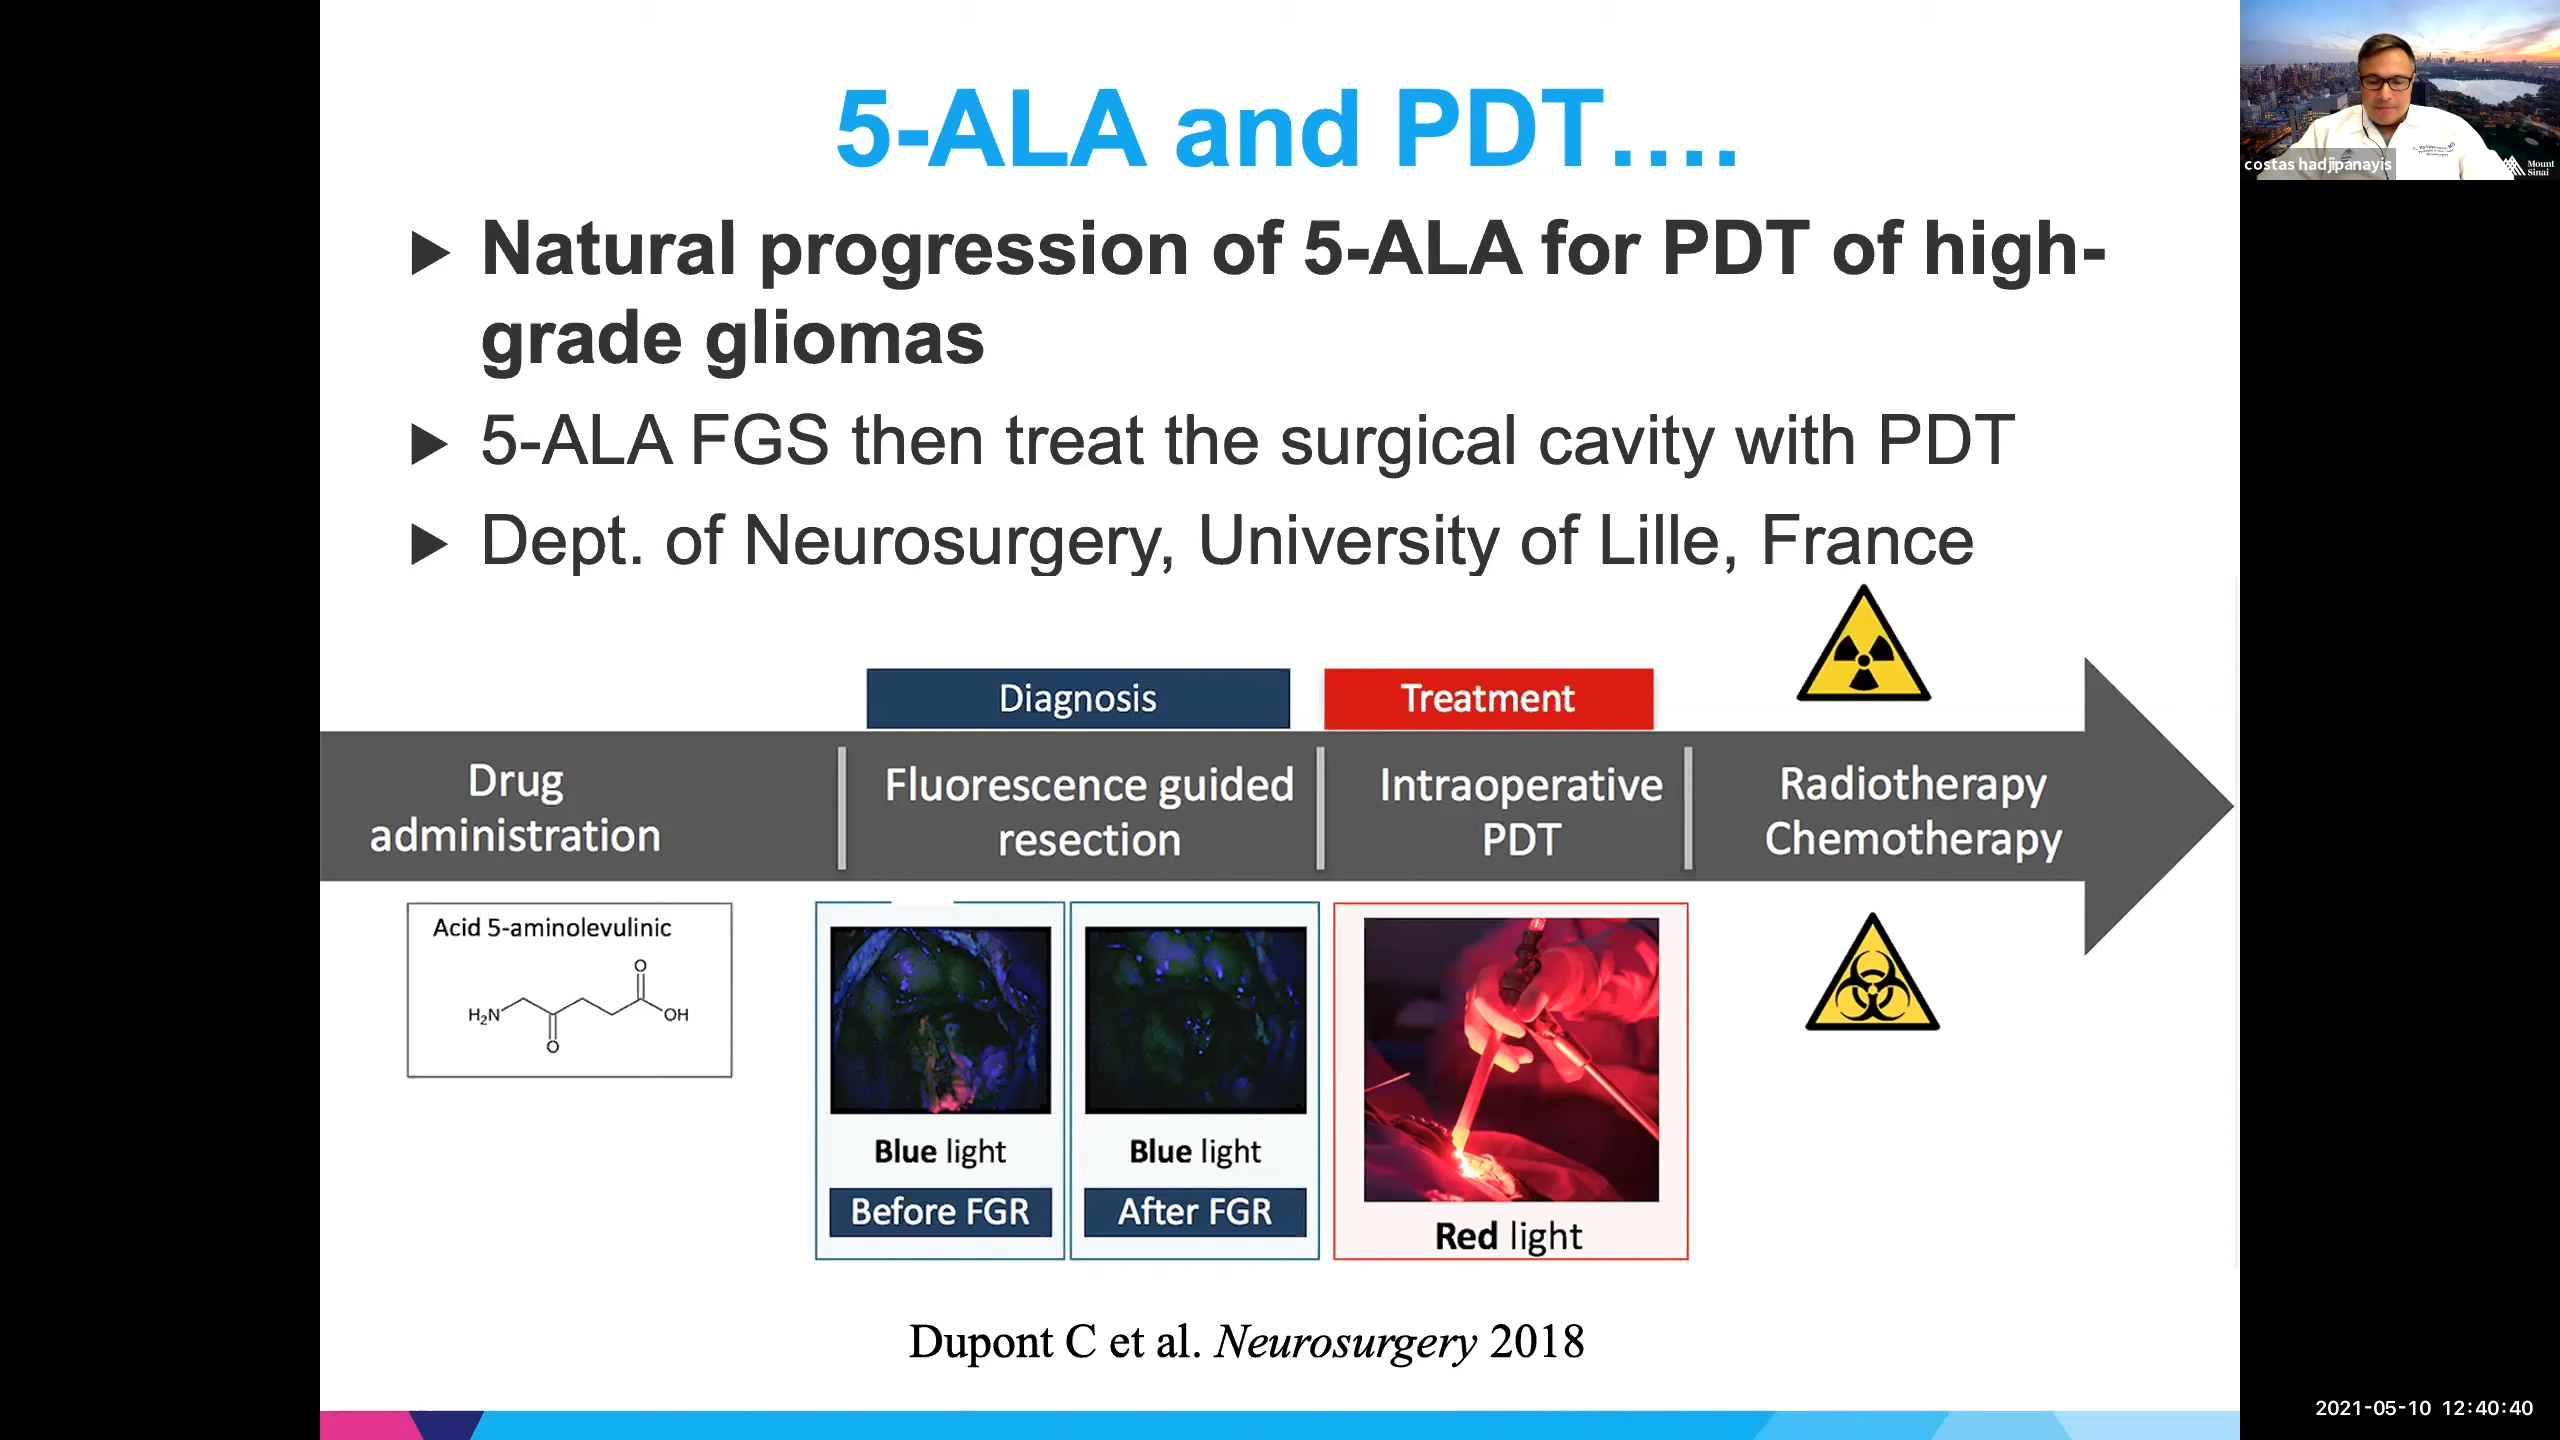 5-ALA and PDT....
▶ Natural progression of 5-ALA for PDT of high-
grade gliomas
▶ 5-ALA FGS then treat the surgical cavity with PDT
▶ Dept. of Neurosurgery, University of Lille, France
Diagnosis
Treatment
Drug
administration
Fluorescence guided
resection
Intraoperative
PDT
Radiotherapy
Chemotherapy
Acid 5-aminolevulinic
H₂N
O
O
OH
Blue light
Before FGR
Blue light
After FGR
Red light
Dupont C et al. Neurosurgery 2018
costas hadjipanayis
Mount
Sinai
2021-05-10 12:40:40